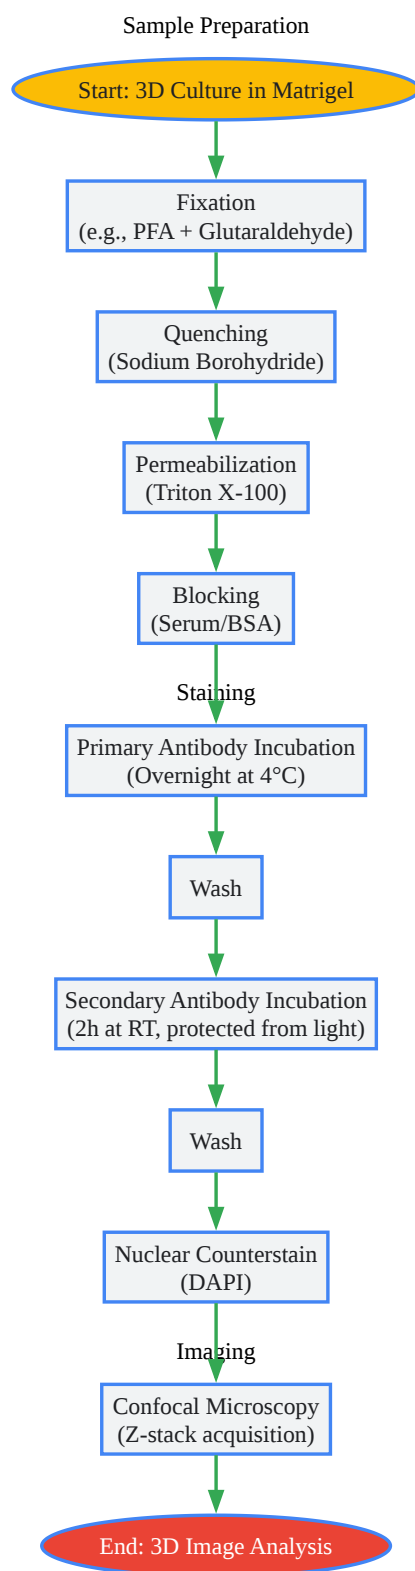 Sample Preparation
Start: 3D Culture in Matrigel
Fixation
(e.g., PFA + Glutaraldehyde)
Quenching
(Sodium Borohydride)
Permeabilization
(Triton X-100)
Blocking
(Serum/BSA)
Staining
Primary Antibody Incubation
(Overnight at 4°C)
Wash
Secondary Antibody Incubation
(2h at RT, protected from light)
Wash
Nuclear Counterstain
(DAPI)
Imaging
Confocal Microscopy
(Z-stack acquisition)
End: 3D Image Analysis